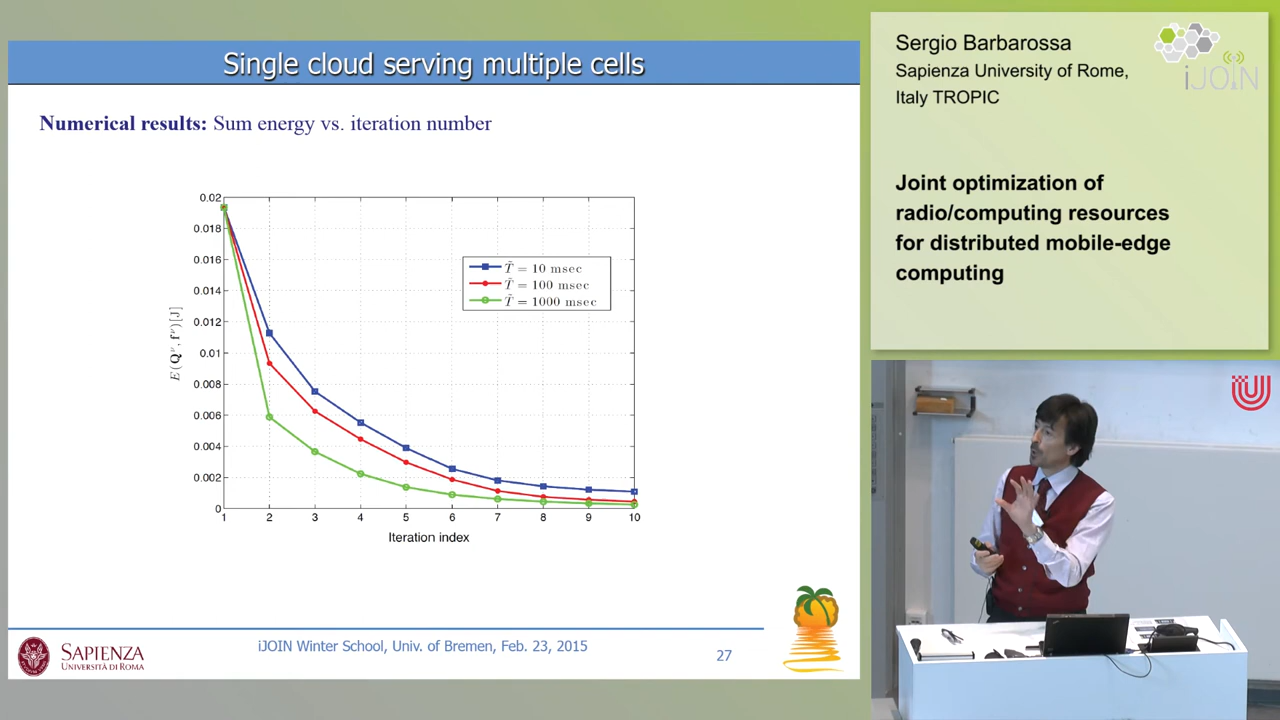 Single cloud serving multiple cells
Numerical results: Sum energy vs. iteration number
0.02
0.018
0.016
0.014
0.012
0.01
0.008
0.006
0.004
0.002
0
E(Q^ν, f^ν)[J]
T̃ = 10 msec
T̃ = 100 msec
T̃ = 1000 msec
1 2 3 4 5 6 7 8 9 10
Iteration index
SAPIENZA
UNIVERSITÀ DI ROMA
iJOIN Winter School, Univ. of Bremen, Feb. 23, 2015
27
Sergio Barbarossa
Sapienza University of Rome,
Italy TROPIC
iJOIN
Joint optimization of
radio/computing resources
for distributed mobile-edge
computing